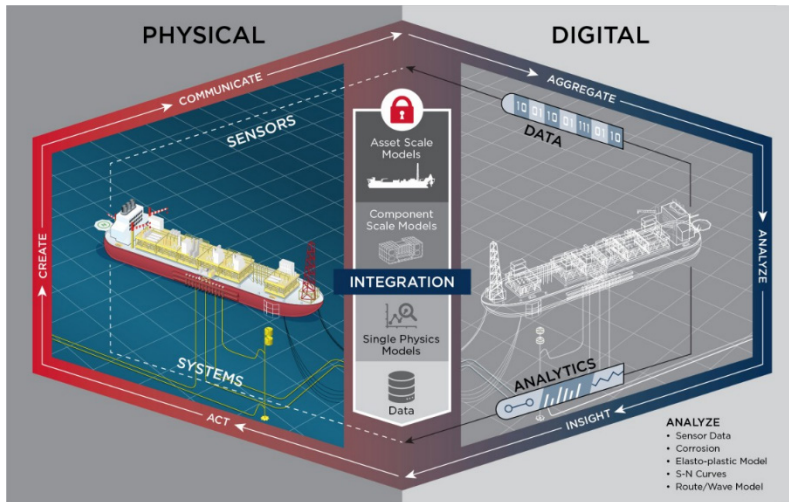 PHYSICAL
DIGITAL
COMMUNICATE
AGGREGATE
SENSORS
10 01 10 01 111 01 10
DATA
Asset Scale
Models
Component
Scale Models
CREATE
ANALYZE
INTEGRATION
Single Physics
Models
SYSTEMS
ANALYTICS
Data
ACT
INSIGHT
ANALYZE
• Sensor Data
• Corrosion
• Elasto-plastic Model
• S-N Curves
• Route/Wave Model